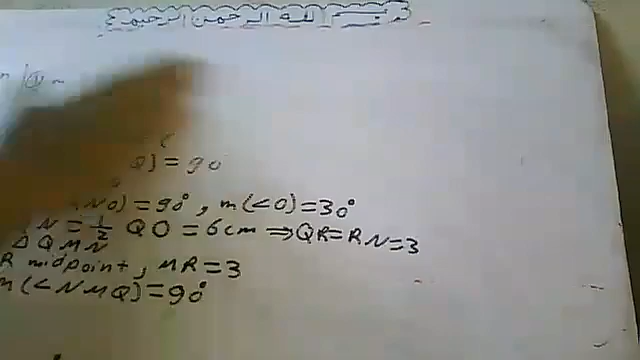 بسم الله الرحمن الرحيم
Q) = 90
NO) = 90°, m(<O) = 30°
N = 1/2 QO = 6cm ⇒ QR = RN = 3
Δ QMN
R midpoint, MR = 3
m(<NMQ) = 90°